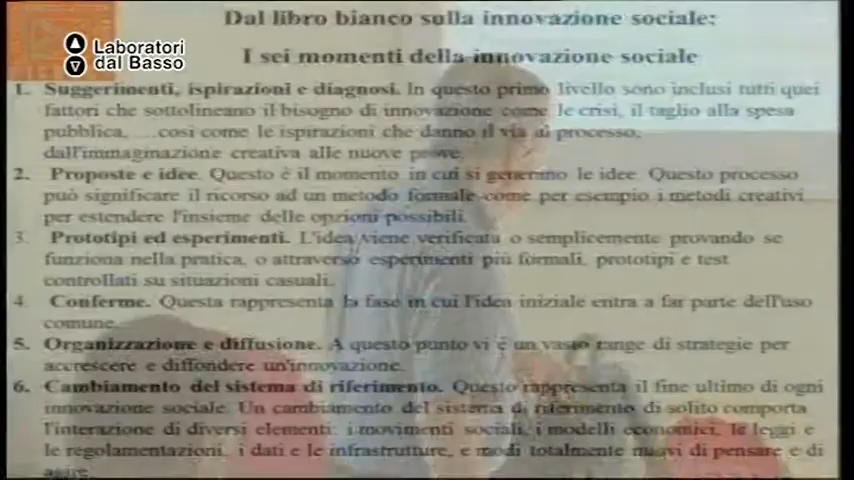 Dal libro bianco sulla innovazione sociale:
Laboratori
dal Basso
I sei momenti della innovazione sociale
1. Suggerimenti, ispirazioni e diagnosi. In questo primo livello sono inclusi tutti quei
fattori che sottolineano il bisogno di innovazione come le crisi, il taglio alla spesa
pubblica, ….così come le ispirazioni che danno il via al processo,
dall'immaginazione creativa alle nuove prove.
2. Proposte e idee. Questo è il momento in cui si generino le idee. Questo processo
può significare il ricorso ad un metodo formale come per esempio i metodi creativi
per estendere l'insieme delle opzioni possibili.
3. Prototipi ed esperimenti. L'idea viene verificata o semplicemente provando se
funziona nella pratica, o attraverso esperimenti più formali, prototipi e test
controllati su situazioni casuali.
4. Conferme. Questa rappresenta la fase in cui l'idea iniziale entra a far parte dell'uso
comune.
5. Organizzazione e diffusione. A questo punto vi è un vasto range di strategie per
accrescere e diffondere un'innovazione.
6. Cambiamento del sistema di riferimento. Questo rappresenta il fine ultimo di ogni
innovazione sociale. Un cambiamento del sistema di riferimento di solito comporta
l'interazione di diversi elementi: i movimenti sociali, i modelli economici, le leggi e
le regolamentazioni, i dati e le infrastrutture, e modi totalmente nuovi di pensare e di
agire.